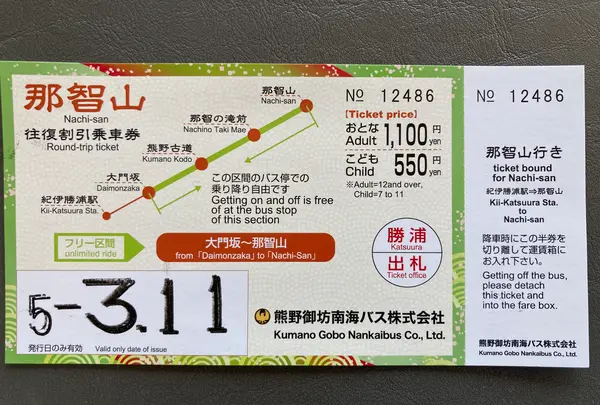 那智山
Nachi-san
往復割引乗車券
Round-trip ticket
那智山
Nachi-san
那智の滝前
Nachino Taki Mae
熊野古道
Kumano Kodo
大門坂
Daimonzaka
紀伊勝浦駅
Kii-Katsuura Sta.
この区間のバス停での
乗り降り自由です
Getting on and off is free
of at the bus stop
of this section
フリー区間
unlimited ride
大門坂～那智山
from「Daimonzaka」to「Nachi-San」
№ 12486
【Ticket price】
おとな
Adult 1,100円
yen
こども
Child 550円
yen
※Adult=12and over,
Child=7 to 11
勝浦
Katsuura
出札
Ticket office
5-3.11
発行日のみ有効 Valid only date of issue
熊野御坊南海バス株式会社
Kumano Gobo Nankaibus Co., Ltd.
№ 12486
那智山行き
ticket bound
for Nachi-san
紀伊勝浦駅⇒那智山
Kii-Katsuura Sta.
to
Nachi-san
降車時にこの半券を
切り離して運賃箱に
お入れ下さい。
Getting off the bus,
please detach
this ticket and
into the fare box.
熊野御坊南海バス株式会社
Kumano Gobo Nankaibus Co., Ltd.